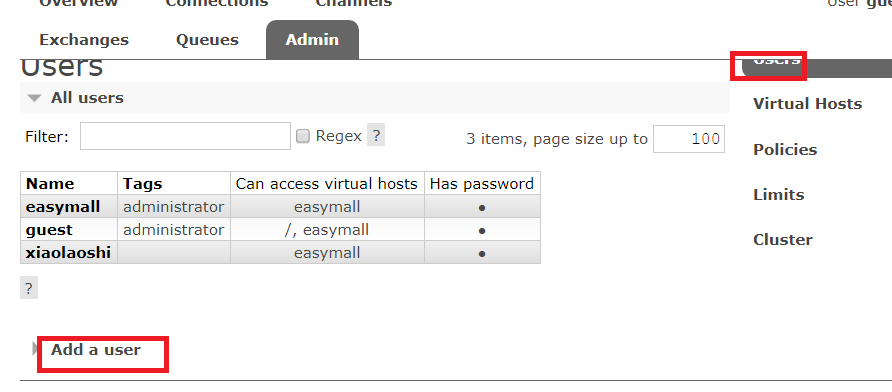 Overview Connections Channels User
Exchanges Queues Admin
Users Users
All users
Virtual Hosts
Filter: Regex ? 3 items, page size up to 100
Policies
Name Tags Can access virtual hosts Has password
easymall administrator easymall ●
Limits
guest administrator /, easymall ●
Cluster
xiaolaoshi easymall ●
?
Add a user